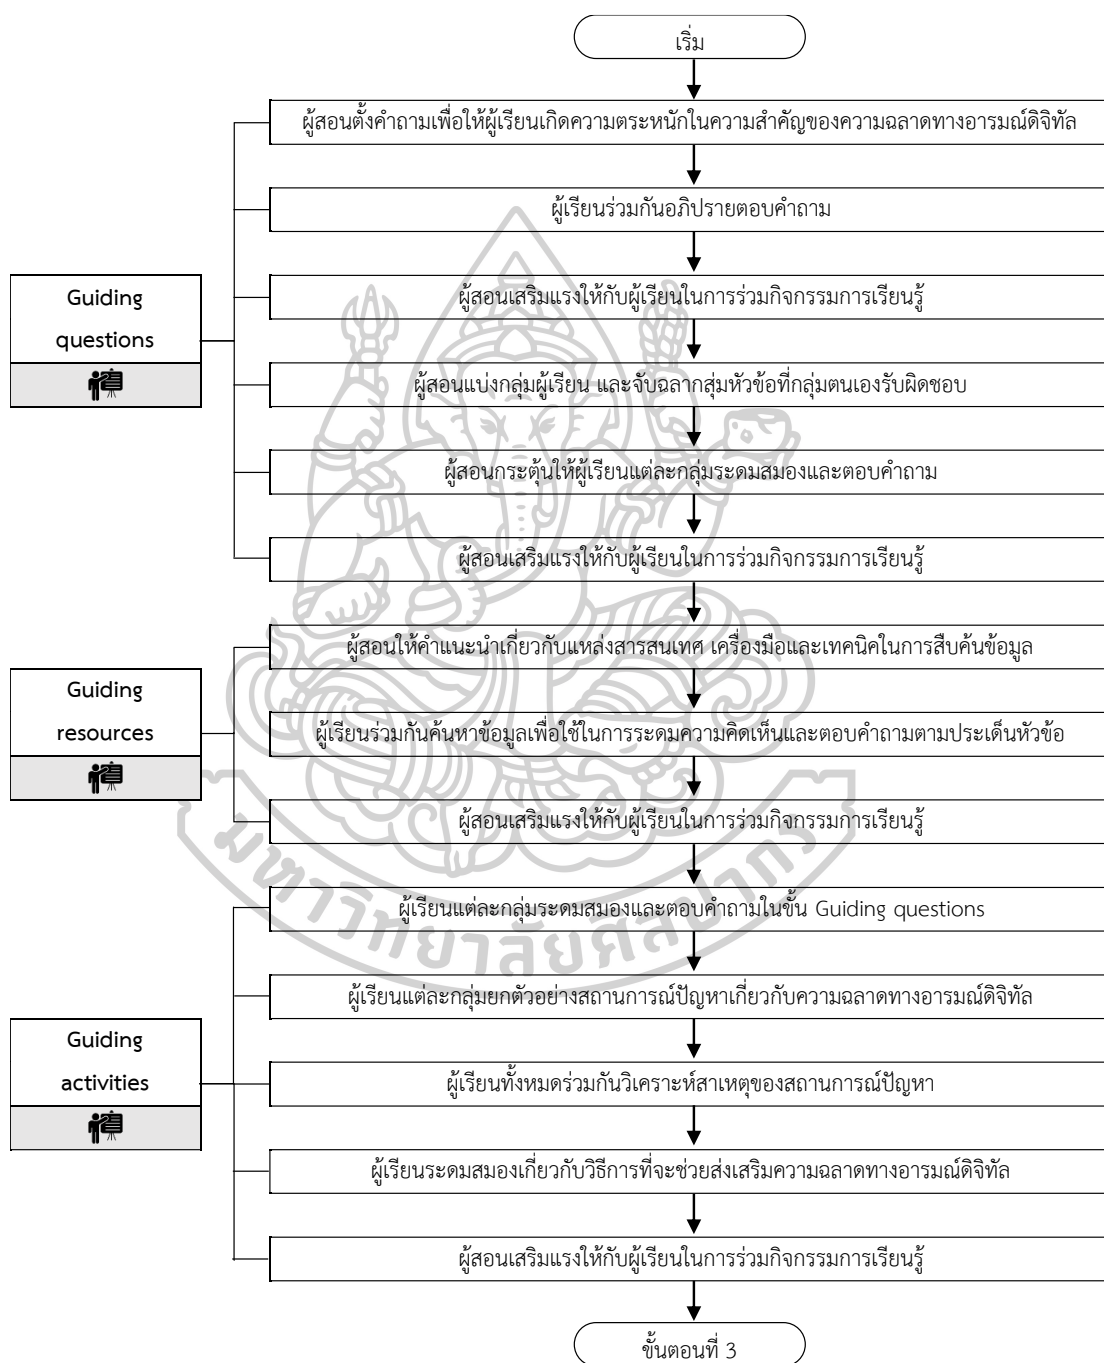 เริ่ม
ผู้สอนตั้งคำถามเพื่อให้ผู้เรียนเกิดความตระหนักในความสำคัญของความฉลาดทางอารมณ์ดิจิทัล
ผู้เรียนร่วมกันอภิปรายตอบคำถาม
Guiding
questions
ผู้สอนเสริมแรงให้กับผู้เรียนในการร่วมกิจกรรมการเรียนรู้
ผู้สอนแบ่งกลุ่มผู้เรียน และจับฉลากสุ่มหัวข้อที่กลุ่มตนเองรับผิดชอบ
ผู้สอนกระตุ้นให้ผู้เรียนแต่ละกลุ่มระดมสมองและตอบคำถาม
ผู้สอนเสริมแรงให้กับผู้เรียนในการร่วมกิจกรรมการเรียนรู้
ผู้สอนให้คำแนะนำเกี่ยวกับแหล่งสารสนเทศ เครื่องมือและเทคนิคในการสืบค้นข้อมูล
Guiding
resources
ผู้เรียนร่วมกันค้นหาข้อมูลเพื่อใช้ในการระดมความคิดเห็นและตอบคำถามตามประเด็นหัวข้อ
ผู้สอนเสริมแรงให้กับผู้เรียนในการร่วมกิจกรรมการเรียนรู้
มหาวิทยาลัยศิลปากร
ผู้เรียนแต่ละกลุ่มระดมสมองและตอบคำถามในขั้น Guiding questions
ผู้เรียนแต่ละกลุ่มยกตัวอย่างสถานการณ์ปัญหาเกี่ยวกับความฉลาดทางอารมณ์ดิจิทัล
Guiding
activities
ผู้เรียนทั้งหมดร่วมกันวิเคราะห์สาเหตุของสถานการณ์ปัญหา
ผู้เรียนระดมสมองเกี่ยวกับวิธีการที่จะช่วยส่งเสริมความฉลาดทางอารมณ์ดิจิทัล
ผู้สอนเสริมแรงให้กับผู้เรียนในการร่วมกิจกรรมการเรียนรู้
ขั้นตอนที่ 3